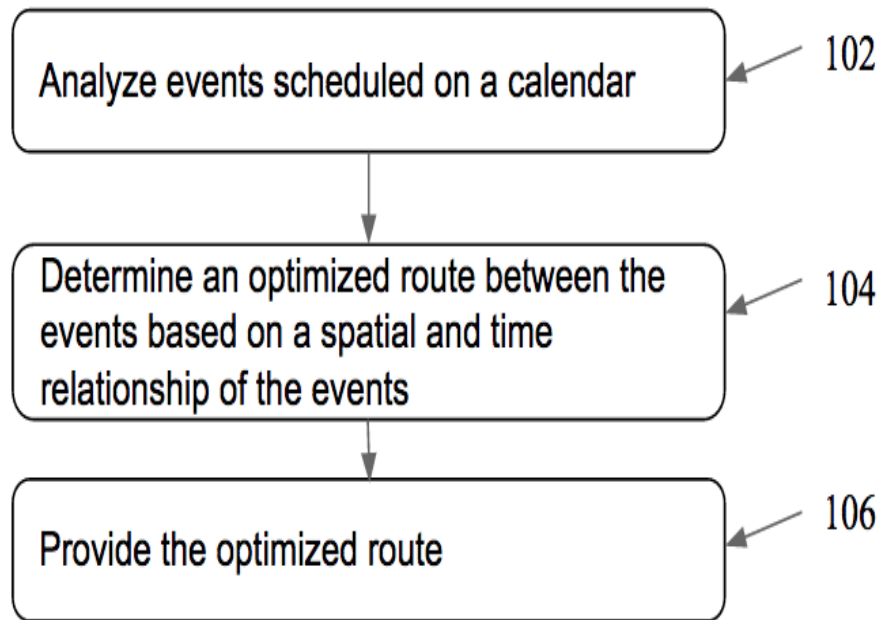 Analyze events scheduled on a calendar
102
Determine an optimized route between the
events based on a spatial and time
relationship of the events
104
Provide the optimized route
106